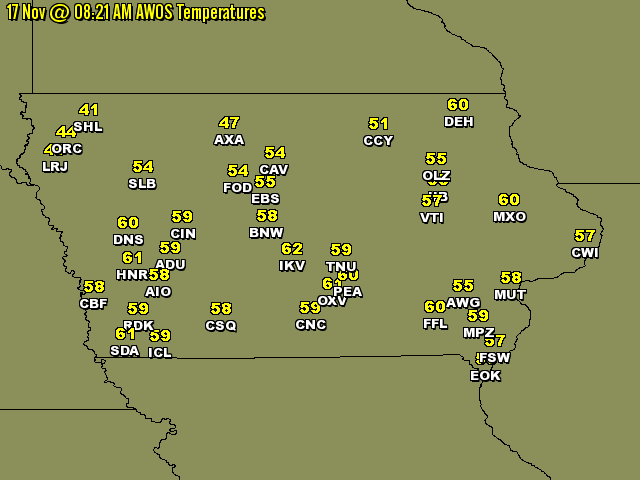 17 Nov @ 08:21 AM AWOS Temperatures
41
SHL
44
ORC
LRJ
47
AXA
51
CCY
60
DEH
54
SLB
54
CAV
54
FOD
55
EBS
55
OLZ
57
VTI
60
MXO
60
DNS
59
CIN
58
BNW
57
CWI
61
HNR
59
ADU
58
AIO
62
IKV
59
TNU
60
PEA
OXV
58
CBF
59
RDK
58
CSQ
59
CNC
55
AWG
58
MUT
60
FFL
59
MPZ
61
SDA
59
ICL
57
FSW
EOK